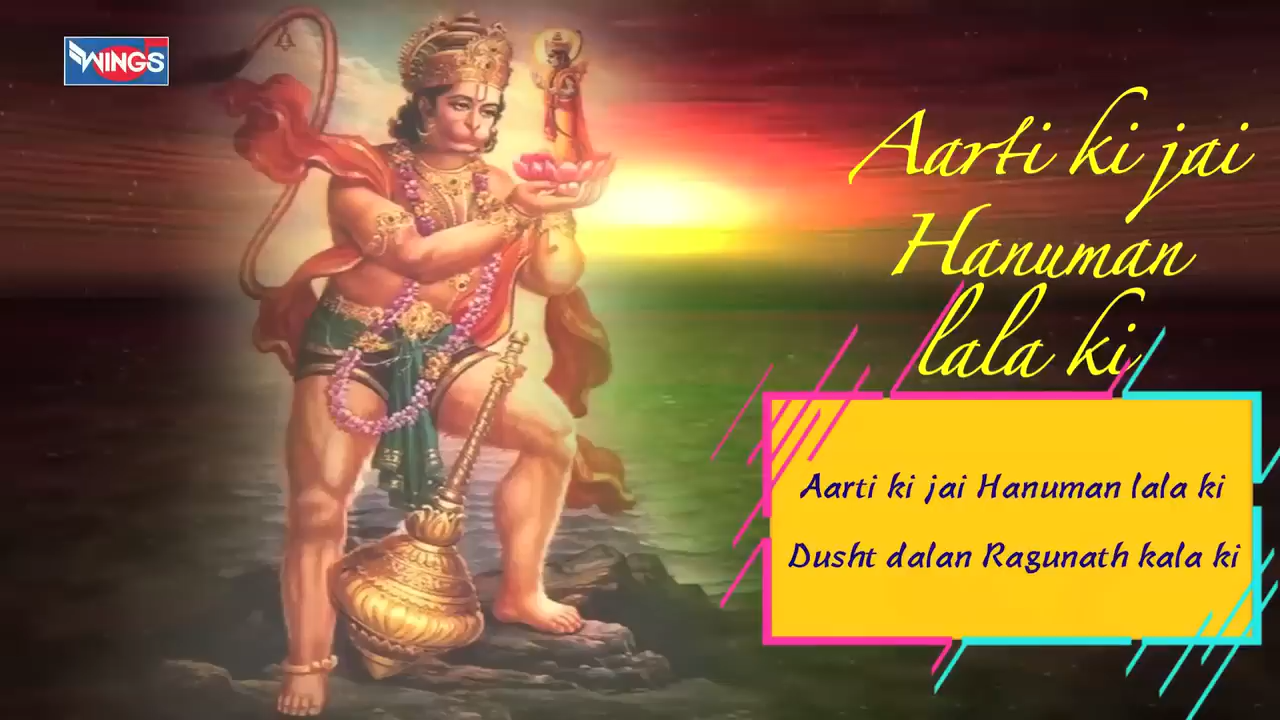 WINGS
Aarti ki jai
Hanuman
lala ki
Aarti ki jai Hanuman lala ki
Dusht dalan Ragunath kala ki